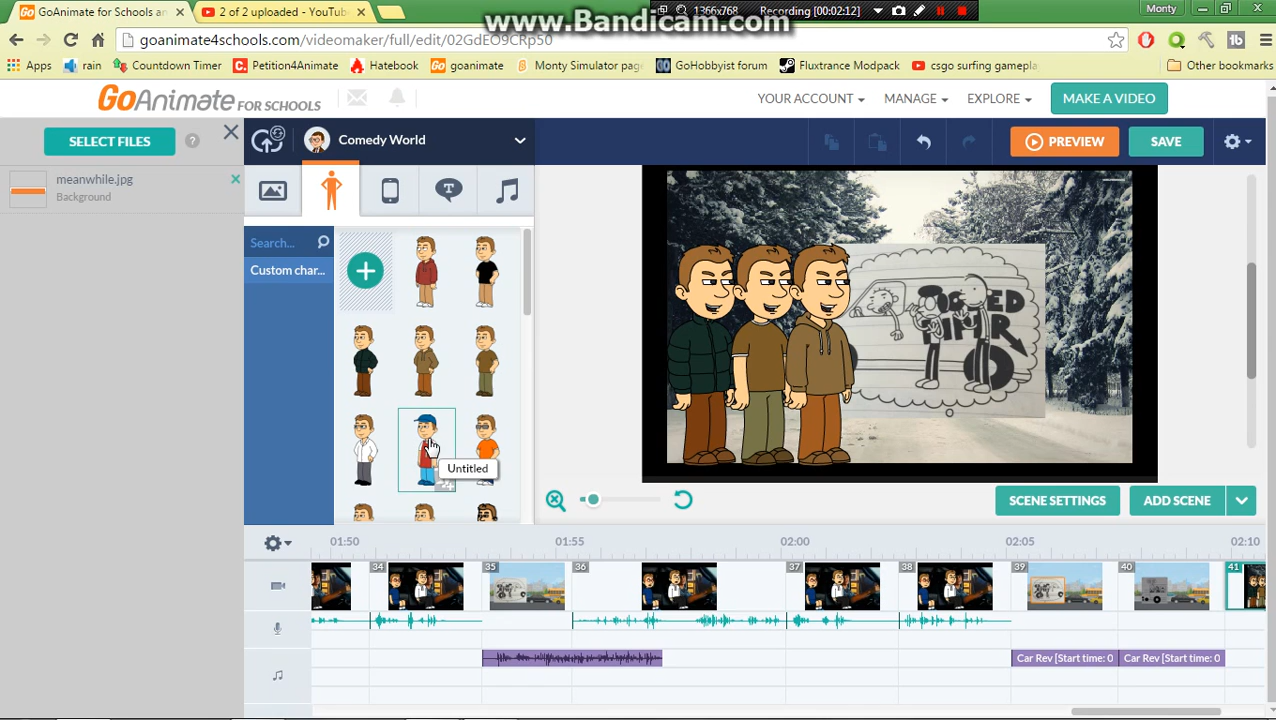 GoAnimate for Schools an
2 of 2 uploaded - YouTube
www.Bandicam.com
1366x768
Recording [00:02:12]
Monty
goanimate4schools.com/videomaker/full/edit/02GdEO9CRp50
Apps
rain
Countdown Timer
Petition4Animate
Hatebook
goanimate
Monty Simulator page
GoHobbyist forum
Fluxtrance Modpack
csgo surfing gamepla
Other bookmarks
GoAnimate FOR SCHOOLS
YOUR ACCOUNT
MANAGE
EXPLORE
MAKE A VIDEO
SELECT FILES
?
meanwhile.jpg
Background
Comedy World
PREVIEW
SAVE
Search...
Custom char...
Untitled
SCENE SETTINGS
ADD SCENE
01:50
01:55
02:00
02:05
02:10
34
35
36
37
38
39
40
41
Car Rev [Start time: 0
Car Rev [Start time: 0